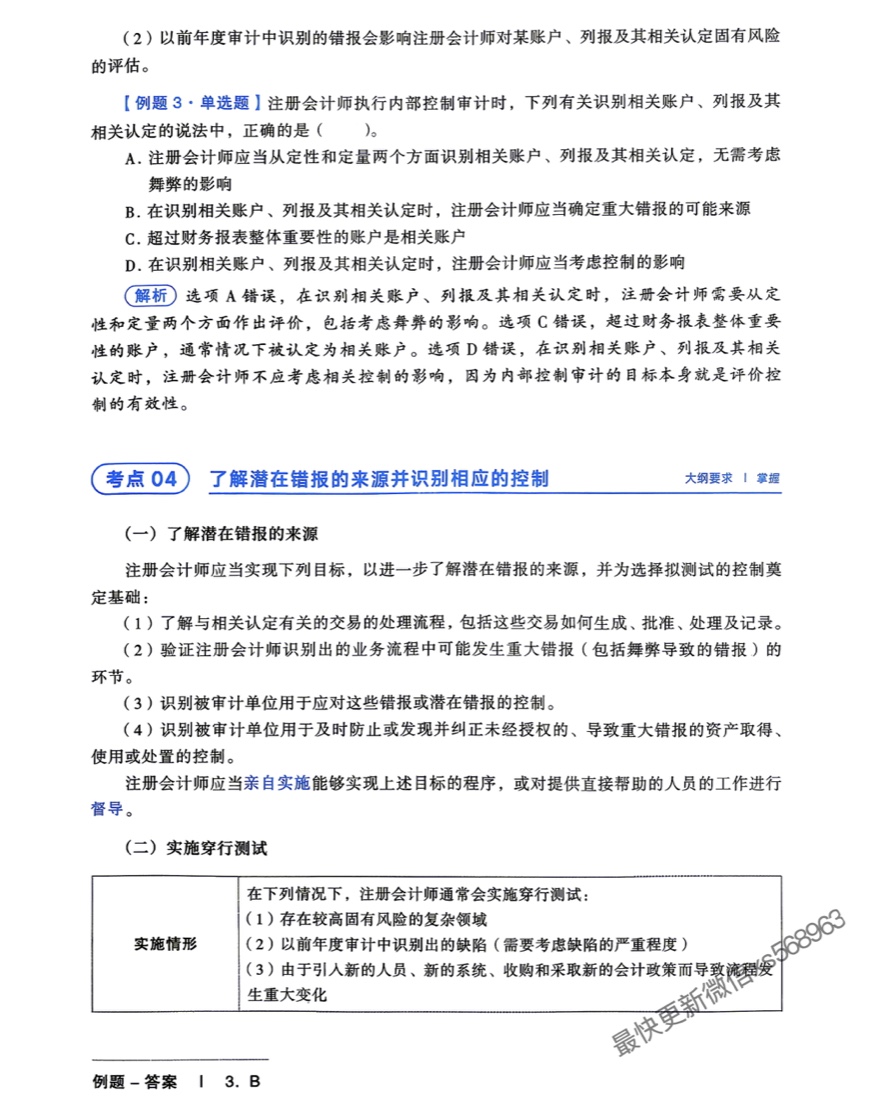 （2）以前年度审计中识别的错报会影响注册会计师对某账户、列报及其相关认定固有风险
的评估。
【例题 3·单选题】注册会计师执行内部控制审计时，下列有关识别相关账户、列报及其
相关认定的说法中，正确的是（　　）。
A. 注册会计师应当从定性和定量两个方面识别相关账户、列报及其相关认定，无需考虑
舞弊的影响
B. 在识别相关账户、列报及其相关认定时，注册会计师应当确定重大错报的可能来源
C. 超过财务报表整体重要性的账户是相关账户
D. 在识别相关账户、列报及其相关认定时，注册会计师应当考虑控制的影响
解析 选项 A 错误，在识别相关账户、列报及其相关认定时，注册会计师需要从定
性和定量两个方面作出评价，包括考虑舞弊的影响。选项 C 错误，超过财务报表整体重要
性的账户，通常情况下被认定为相关账户。选项 D 错误，在识别相关账户、列报及其相关
认定时，注册会计师不应考虑相关控制的影响，因为内部控制审计的目标本身就是评价控
制的有效性。
考点 04 了解潜在错报的来源并识别相应的控制 大纲要求 | 掌握
（一）了解潜在错报的来源
注册会计师应当实现下列目标，以进一步了解潜在错报的来源，并为选择拟测试的控制奠
定基础：
（1）了解与相关认定有关的交易的处理流程，包括这些交易如何生成、批准、处理及记录。
（2）验证注册会计师识别出的业务流程中可能发生重大错报（包括舞弊导致的错报）的
环节。
（3）识别被审计单位用于应对这些错报或潜在错报的控制。
（4）识别被审计单位用于及时防止或发现并纠正未经授权的、导致重大错报的资产取得、
使用或处置的控制。
注册会计师应当亲自实施能够实现上述目标的程序，或对提供直接帮助的人员的工作进行
督导。
（二）实施穿行测试
实施情形
在下列情况下，注册会计师通常会实施穿行测试：
（1）存在较高固有风险的复杂领域
（2）以前年度审计中识别出的缺陷（需要考虑缺陷的严重程度）
（3）由于引入新的人员、新的系统、收购和采取新的会计政策而导致流程发
生重大变化
最快更新微信xs568963
例题 – 答案 | 3. B